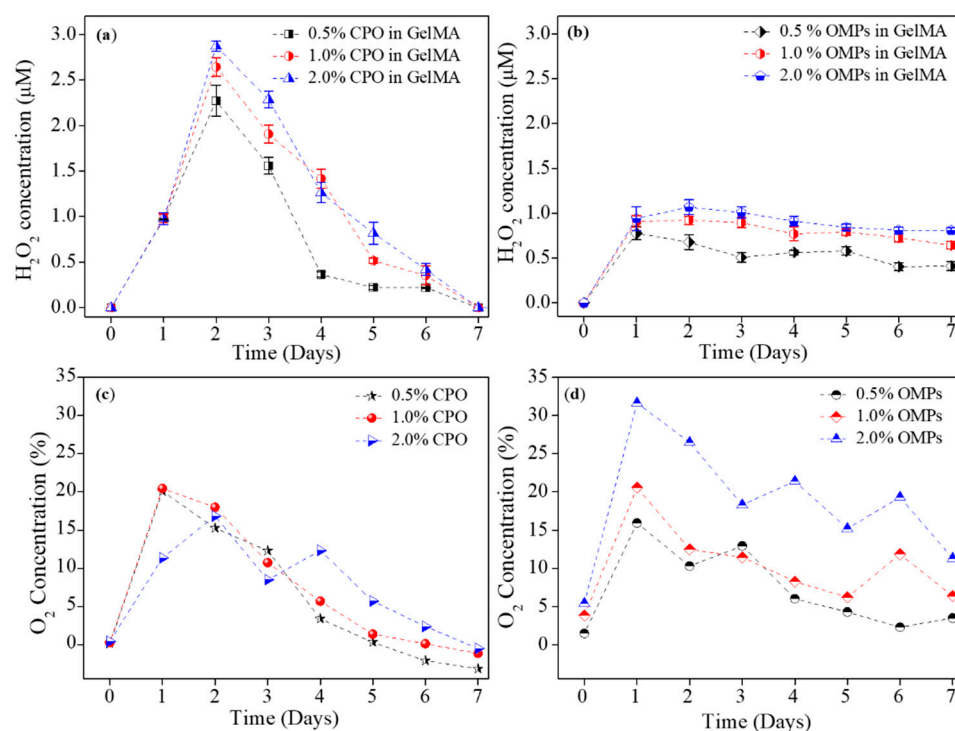 (a)
0.5% CPO in GelMA
1.0% CPO in GelMA
2.0% CPO in GelMA
H2O2 concentration (μM)
3.0
2.5
2.0
1.5
1.0
0.5
0.0
0 1 2 3 4 5 6 7
Time (Days)
(b)
0.5 % OMPs in GelMA
1.0 % OMPs in GelMA
2.0 % OMPs in GelMA
H2O2 concentration (μM)
3.0
2.5
2.0
1.5
1.0
0.5
0.0
0 1 2 3 4 5 6 7
Time (Days)
(c)
0.5% CPO
1.0% CPO
2.0% CPO
O2 Concentration (%)
35
30
25
20
15
10
5
0
0 1 2 3 4 5 6 7
Time (Days)
(d)
0.5% OMPs
1.0% OMPs
2.0% OMPs
O2 Concentration (%)
35
30
25
20
15
10
5
0
0 1 2 3 4 5 6 7
Time (Days)